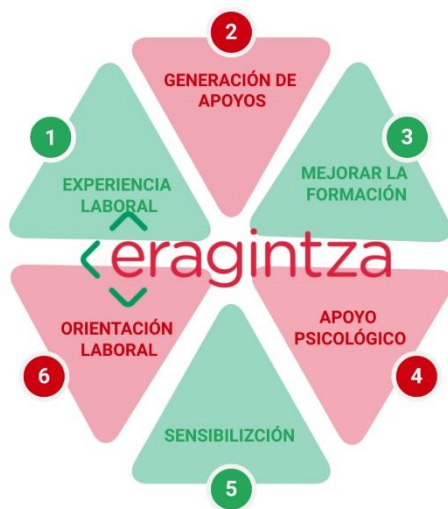 1
EXPERIENCIA
LABORAL
2
GENERACIÓN DE
APOYOS
3
MEJORAR LA
FORMACIÓN
eragintza
4
APOYO
PSICOLÓGICO
5
SENSIBILIZCIÓN
6
ORIENTACIÓN
LABORAL